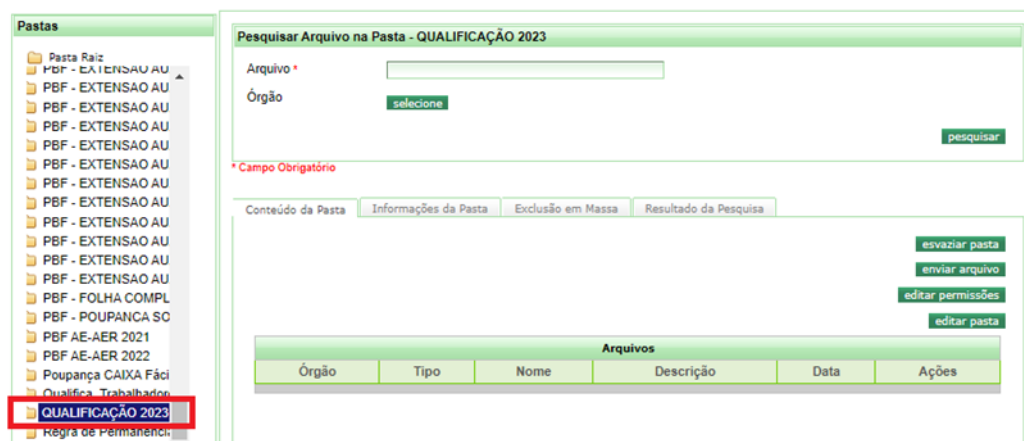 Pastas
Pasta Raiz
PBF - EXTENSAO AU
PBF - EXTENSAO AU
PBF - EXTENSAO AU
PBF - EXTENSAO AU
PBF - EXTENSAO AU
PBF - EXTENSAO AU
PBF - EXTENSAO AU
PBF - EXTENSAO AU
PBF - EXTENSAO AU
PBF - EXTENSAO AU
PBF - EXTENSAO AU
PBF - EXTENSAO AU
PBF - FOLHA COMPL
PBF - POUPANCA SO
PBF AE-AER 2021
PBF AE-AER 2022
Poupança CAIXA Fáci
Qualifica. Trabalhador
QUALIFICAÇÃO 2023
Regra de Permanênci
Pesquisar Arquivo na Pasta - QUALIFICAÇÃO 2023
Arquivo *
Órgão
selecione
pesquisar
* Campo Obrigatório
Conteúdo da Pasta
Informações da Pasta
Exclusão em Massa
Resultado da Pesquisa
esvaziar pasta
enviar arquivo
editar permissões
editar pasta
Arquivos
Órgão Tipo Nome Descrição Data Ações